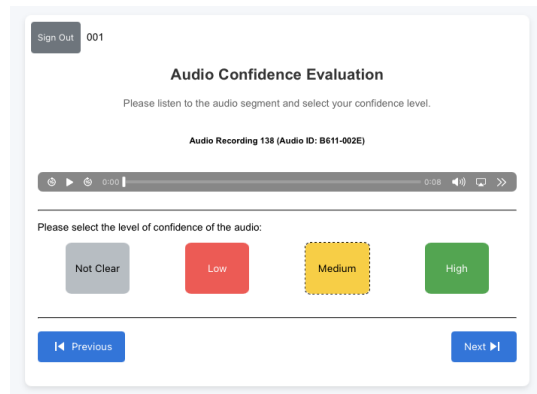 Sign Out 001
Audio Confidence Evaluation
Please listen to the audio segment and select your confidence level.
Audio Recording 138 (Audio ID: B611-002E)
0:00 0:08
Please select the level of confidence of the audio:
Not Clear Low Medium High
Previous Next